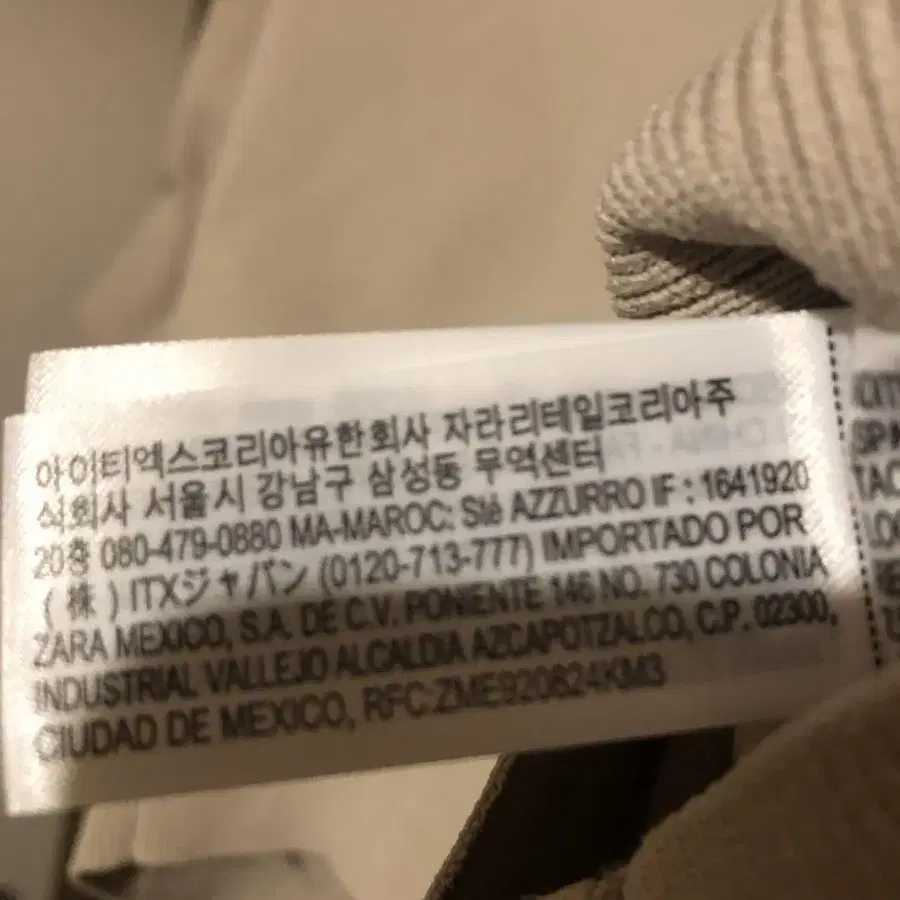 아이티엑스코리아유한회사 자라리테일코리아주
식회사 서울시 강남구 삼성동 무역센터
20층 080-479-0880 MA-MAROC: Sté AZZURRO IF : 1641920
(株) ITXジャパン (0120-713-777) IMPORTADO POR
ZARA MEXICO, S.A. DE C.V. PONIENTE 146 NO. 730 COLONIA
INDUSTRIAL VALLEJO ALCALDIA AZCAPOTZALCO, C.P. 02300,
CIUDAD DE MEXICO, RFC:ZME920824KM3